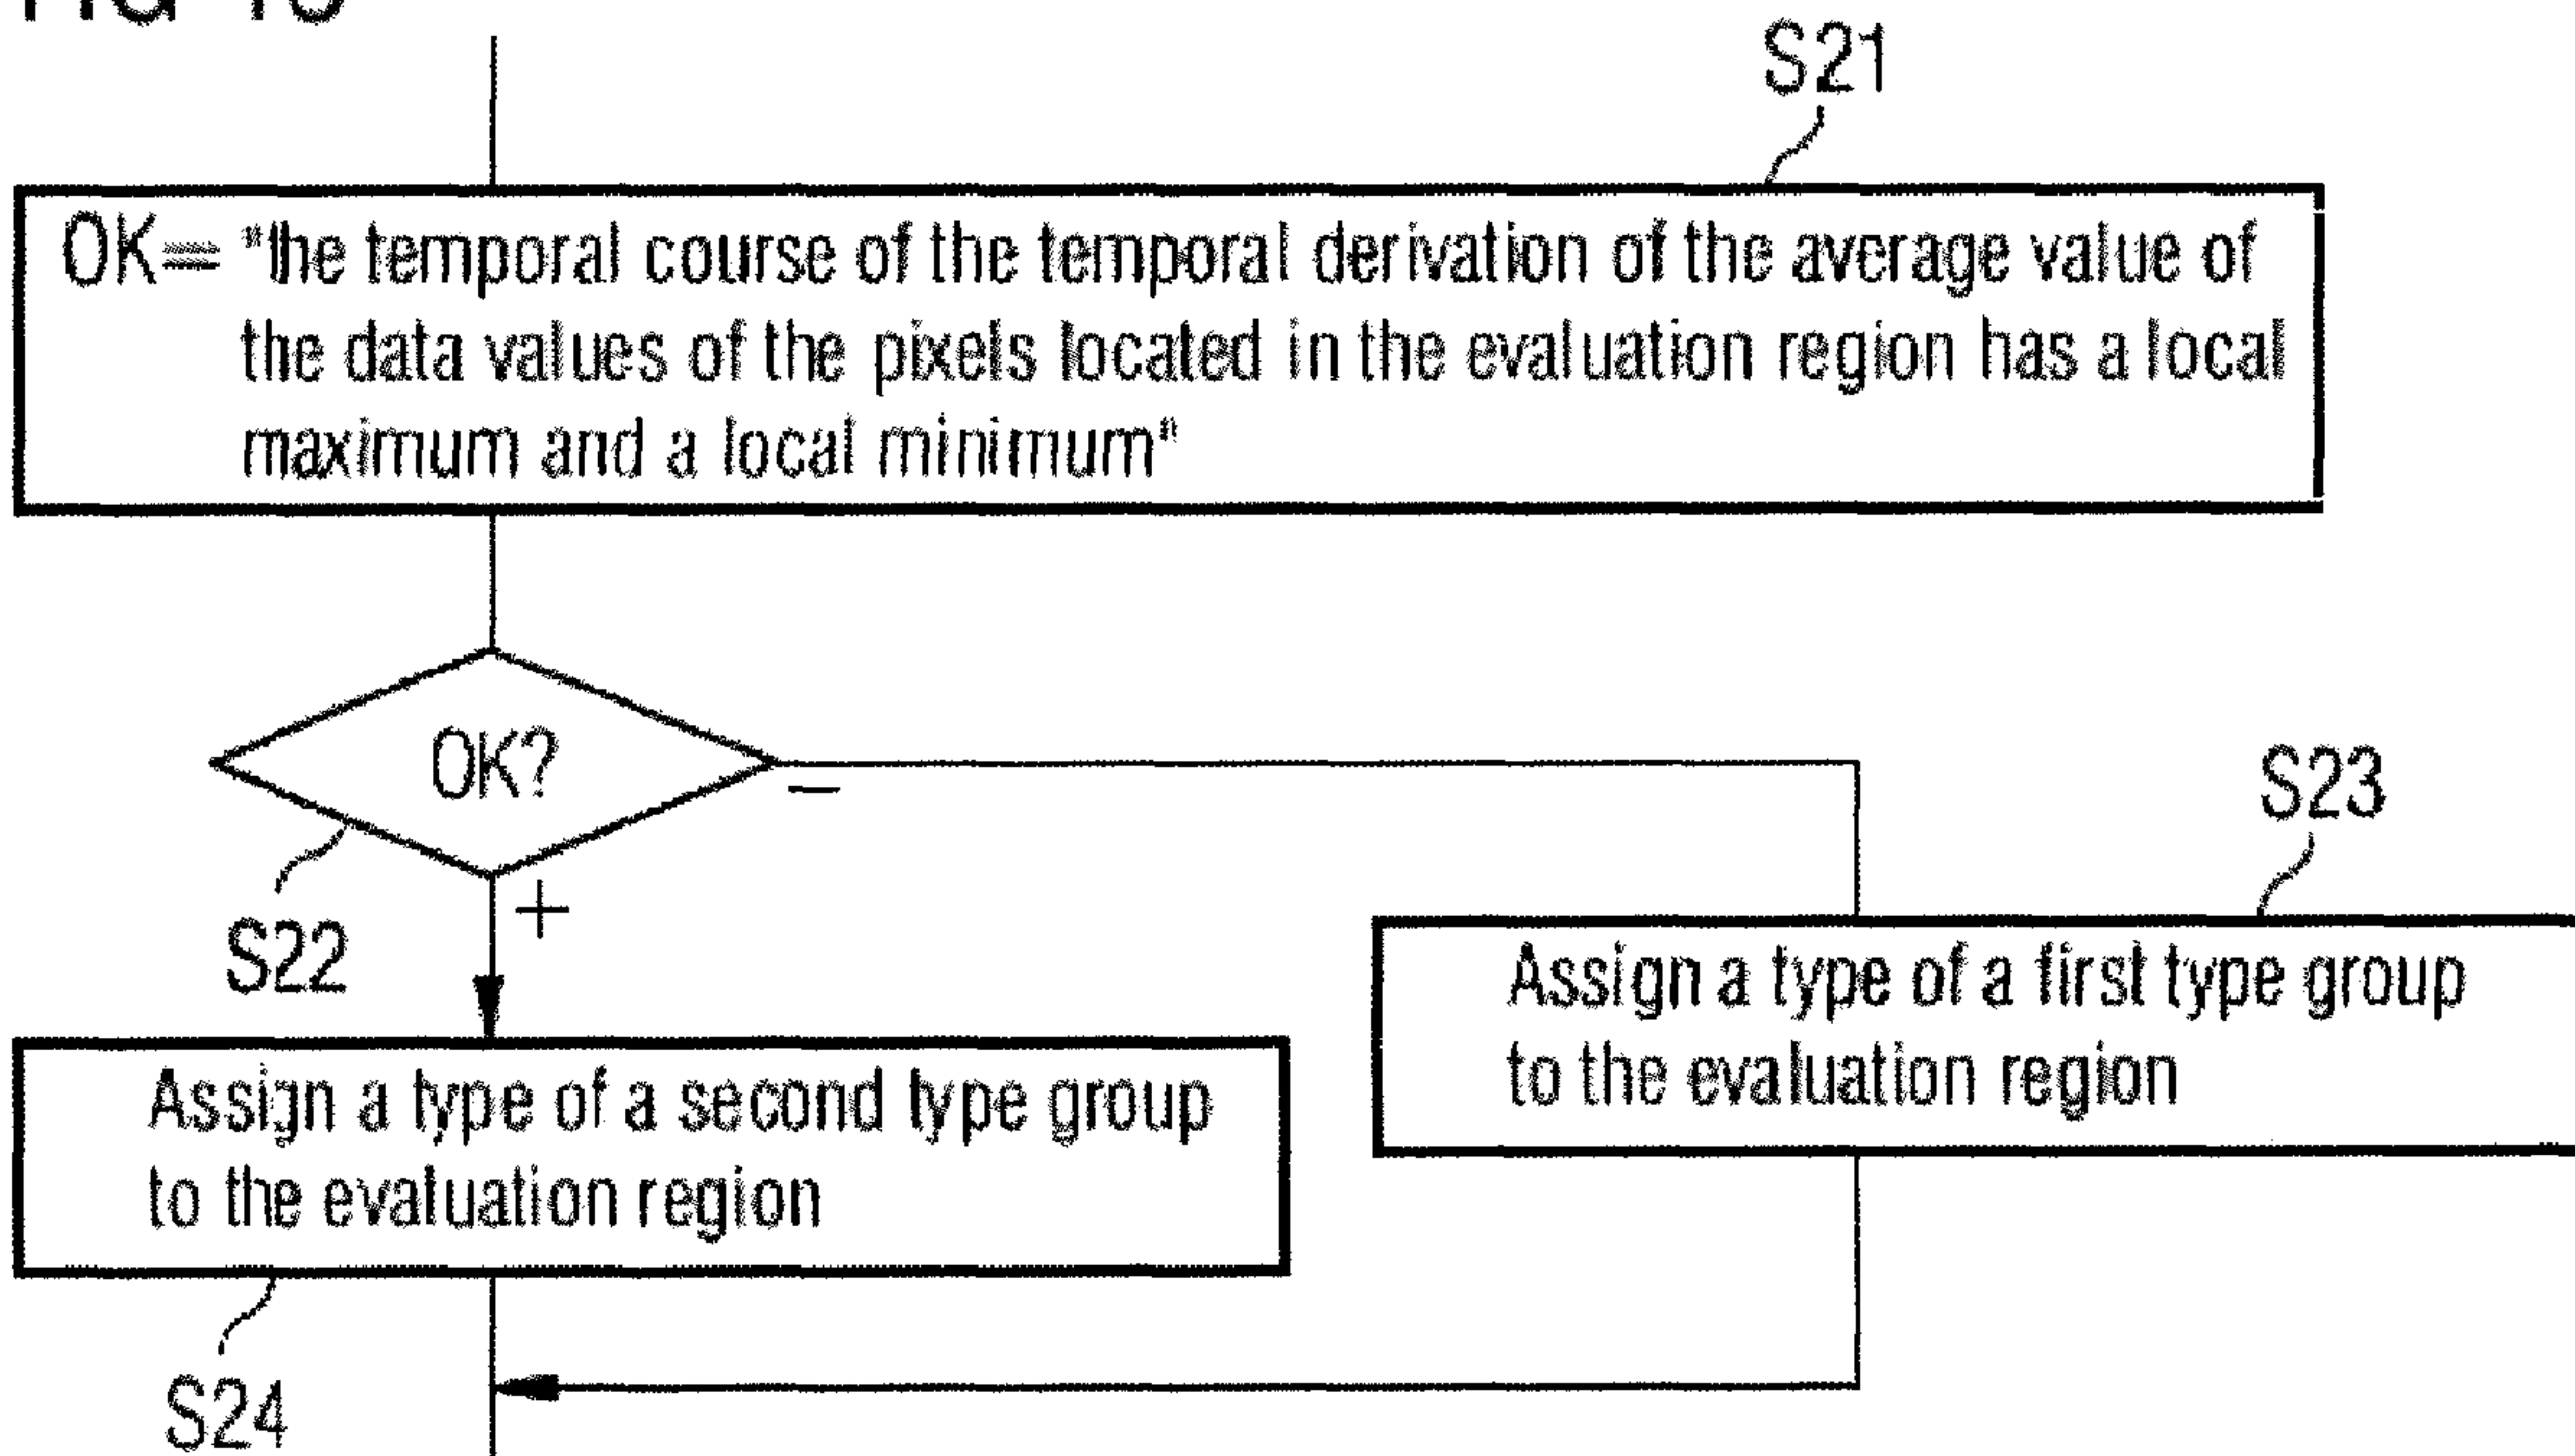 S21
OK= "the temporal course of the temporal derivation of the average value of
the data values of the pixels located in the evaluation region has a local
maximum and a local minimum"
OK?
−
+
S22
S23
Assign a type of a first type group
to the evaluation region
Assign a type of a second type group
to the evaluation region
S24